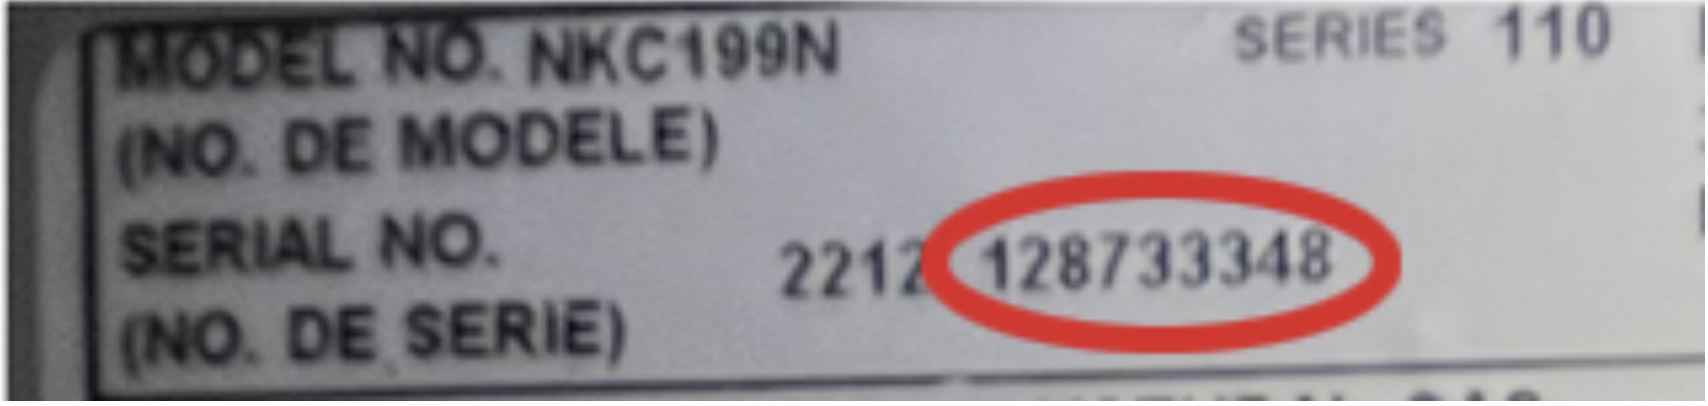 MODEL NO. NKC199N SERIES 110
(NO. DE MODELE)
SERIAL NO. 2212 128733348
(NO. DE SERIE)